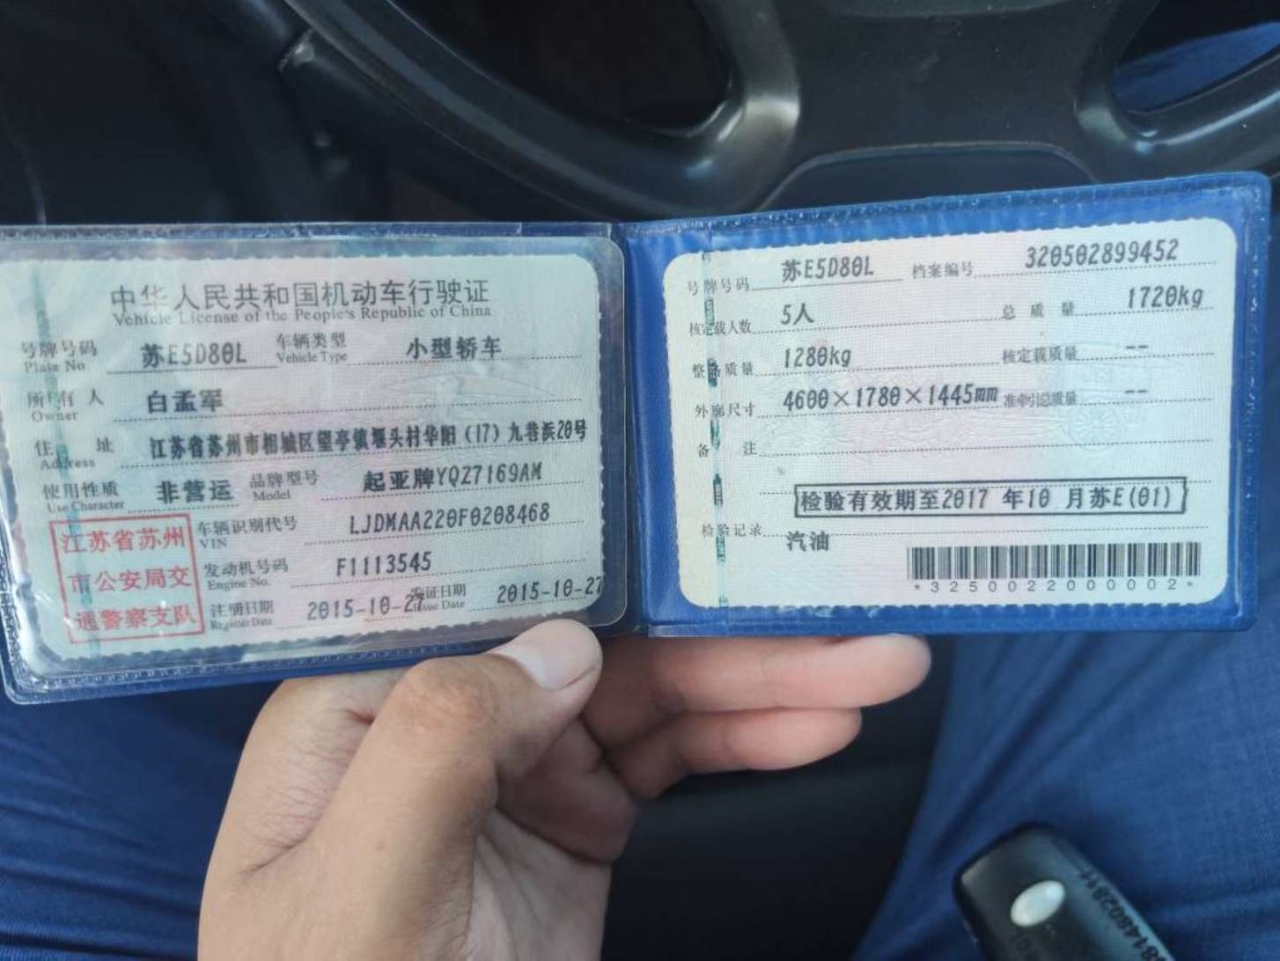 中华人民共和国机动车行驶证
Vehicle License of the People's Republic of China
号牌号码 苏E5D80L 车辆类型 小型轿车
Plate No Vehicle Type
所有人 白孟军
Owner
住址 江苏省苏州市相城区望亭镇堰头村华阳(17)九巷浜20号
Address
使用性质 非营运 品牌型号 起亚牌YQZ7169AM
Use Character Model
车辆识别代号 LJDMAA220F0208468
VIN
发动机号码 F1113545
Engine No.
注册日期 2015-10-27 发证日期 2015-10-27
Register Date Issue Date
江苏省苏州
市公安局交
通警察支队
号牌号码 苏E5D80L 档案编号 320502899452
核定载人数 5人 总质量 1720kg
整备质量 1280kg 核定载质量 --
外廓尺寸 4600×1780×1445mm 准牵引总质量 --
备注
检验有效期至2017年10月苏E(01)
检验记录 汽油
*3250022000002*